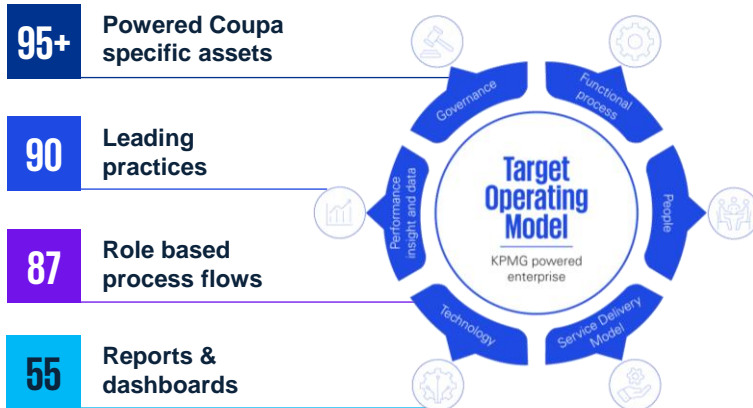 95+
Powered Coupa
specific assets
90
Leading
practices
87
Role based
process flows
55
Reports &
dashboards
Governance
Functional
process
People
Service Delivery
Model
Technology
Performance
insight and data
Target
Operating
Model
KPMG powered
enterprise